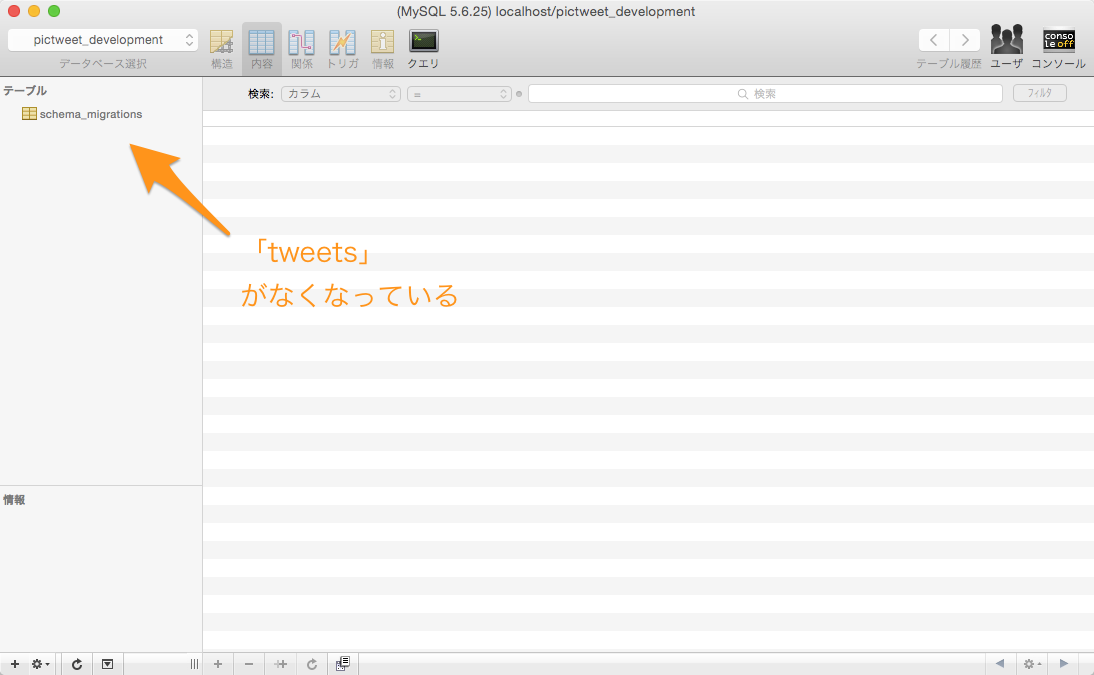 (MySQL 5.6.25) localhost/pictweet_development
pictweet_development
データベース選択
構造
内容
関係
トリガ
情報
クエリ
テーブル履歴
ユーザ
conso
le off
コンソール
テーブル
検索:
カラム
=
検索
フィルタ
schema_migrations
「tweets」
がなくなっている
情報